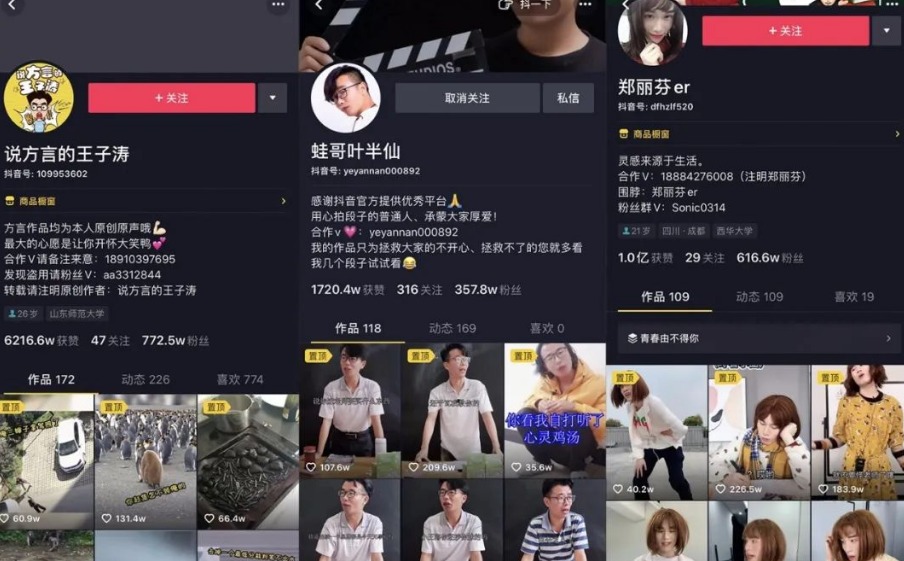 说方言的
王子涛
+关注
说方言的王子涛
抖音号: 109953602
商品橱窗
方言作品均为本人原创原声哦💪
最大的心愿是让你开怀大笑鸭💕
合作V请备注来意: 18910397695
发现盗用请粉丝V: aa3312844
转载请注明原创作者: 说方言的王子涛
26岁 山东师范大学
6216.6w获赞 47关注 772.5w粉丝
作品 172 动态 226 喜欢 774
置顶 置顶 置顶
60.9w 131.4w 66.4w
抖一下
取消关注 私信
蛙哥叶半仙
抖音号: yeyannan000892
感谢抖音官方提供优秀平台🙏
用心拍段子的普通人、承蒙大家厚爱!
合作v💗: yeyannan000892
我的作品只为拯救大家的不开心、拯救不了的您就多看
我几个段子试试看😂
1720.4w获赞 316关注 357.8w粉丝
作品 118 动态 169 喜欢 0
置顶 置顶 置顶
你看我自打听了
心灵鸡汤
107.6w 209.6w 35.6w
+关注
郑丽芬er
抖音号: dfhzlf520
商品橱窗
灵感来源于生活。
合作V: 18884276008（注明郑丽芬）
围脖: 郑丽芬er
粉丝群V: Sonic0314
21岁 四川·成都 西华大学
1.0亿获赞 29关注 616.6w粉丝
作品 109 动态 109 喜欢 19
青春由不得你
置顶 置顶 置顶
40.2w 226.5w 183.9w